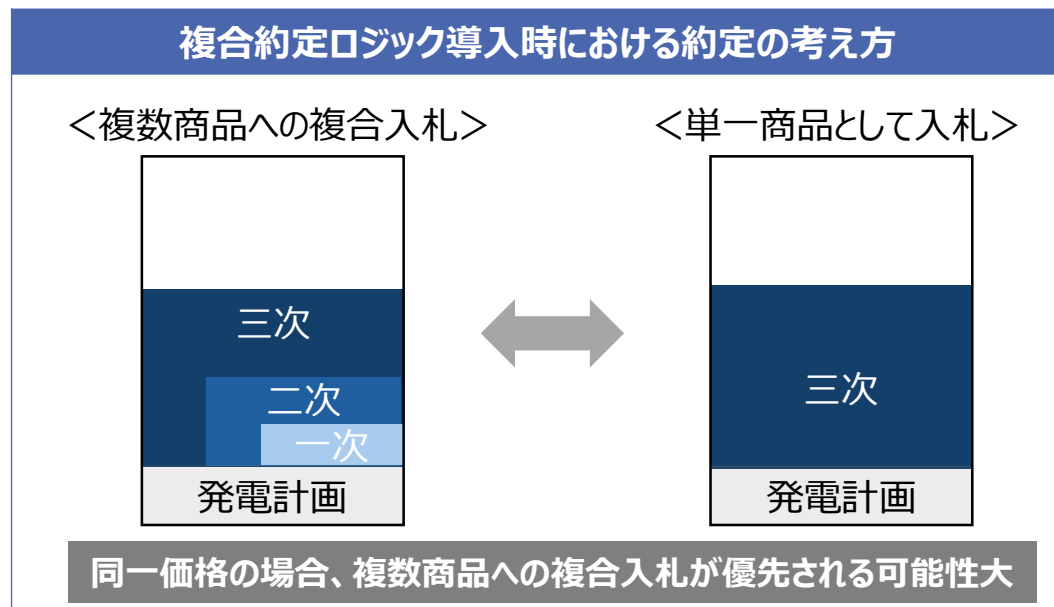 複合約定ロジック導入時における約定の考え方
＜複数商品への複合入札＞
＜単一商品として入札＞
三次
二次
一次
発電計画
三次
発電計画
同一価格の場合、複数商品への複合入札が優先される可能性大